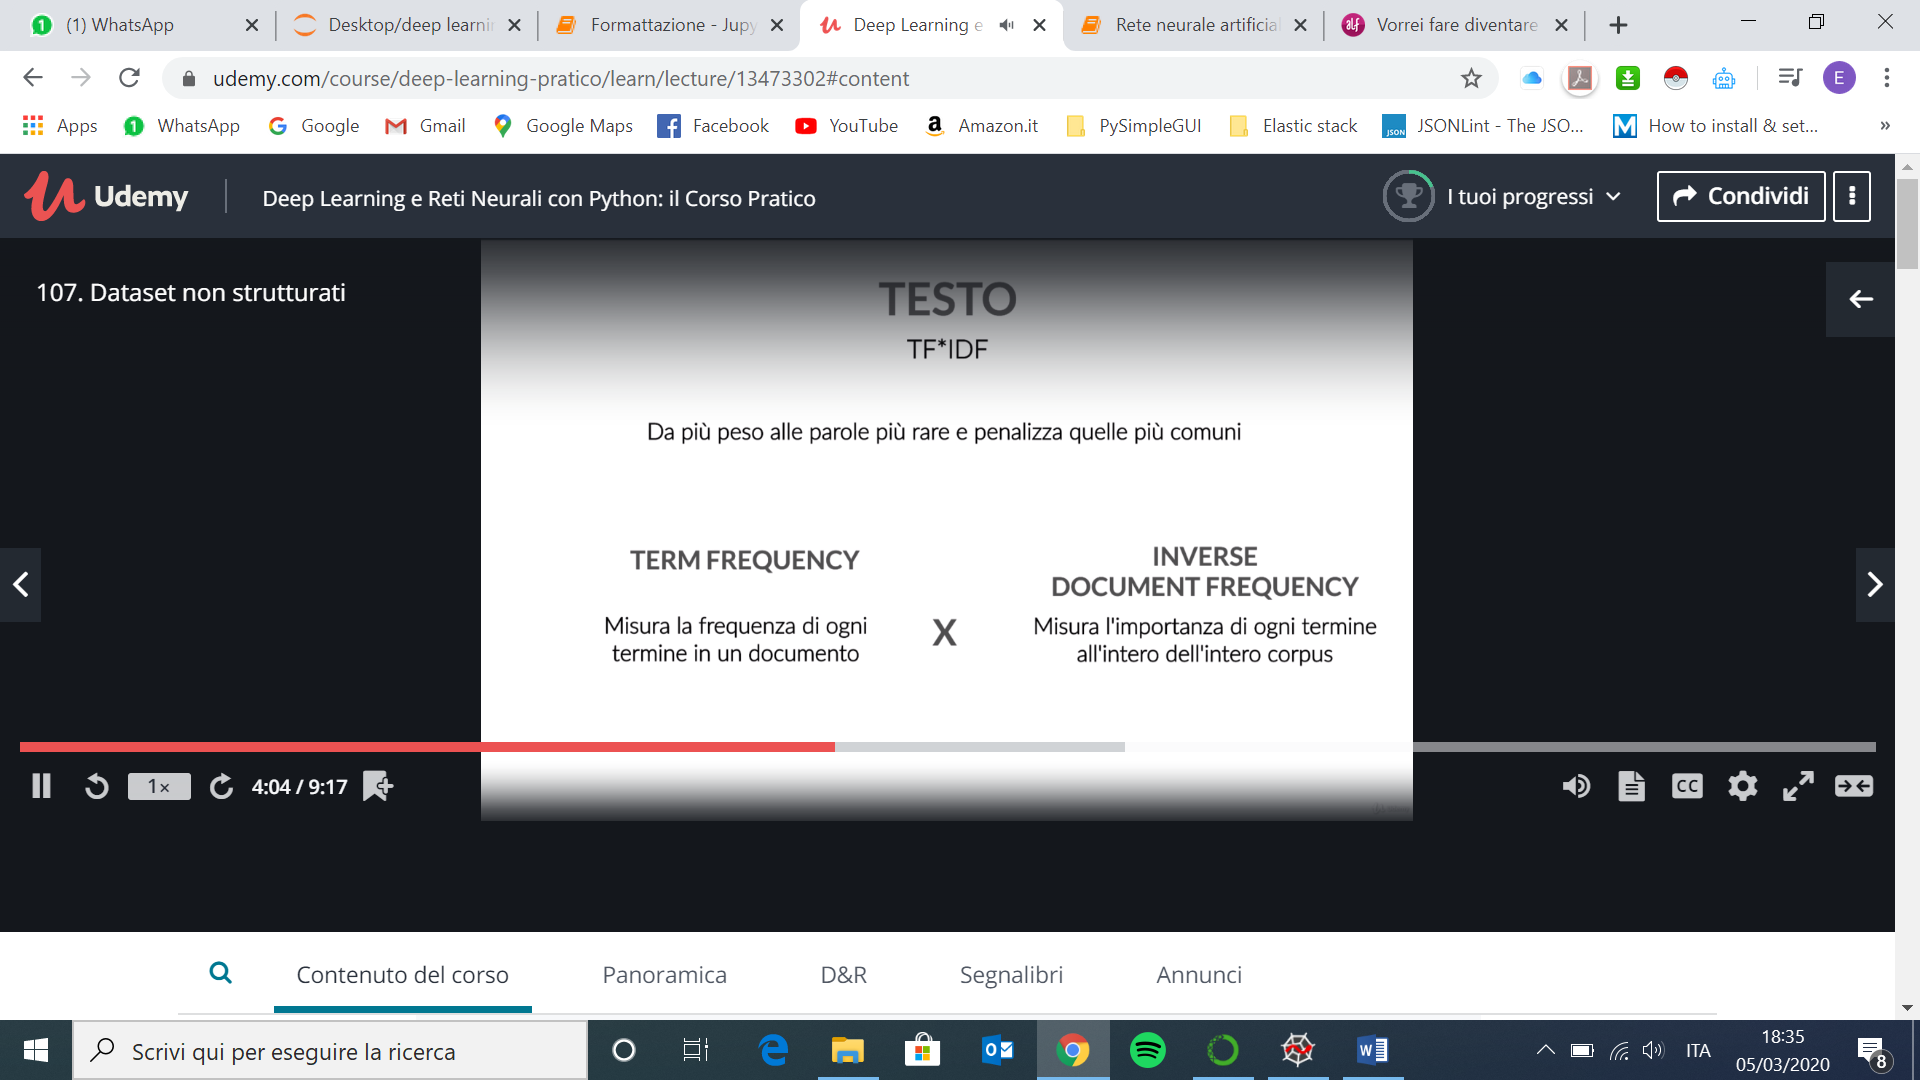 (1) WhatsApp
Desktop/deep learni
Formattazione - Jupy
Deep Learning e
Rete neurale artificial
Vorrei fare diventare
udemy.com/course/deep-learning-pratico/learn/lecture/13473302#content
E
Apps
WhatsApp
Google
Gmail
Google Maps
Facebook
YouTube
Amazon.it
PySimpleGUI
Elastic stack
JSONLint - The JSO...
How to install & set...
»
Udemy
Deep Learning e Reti Neurali con Python: il Corso Pratico
I tuoi progressi
Condividi
107. Dataset non strutturati
TESTO
TF*IDF
Da più peso alle parole più rare e penalizza quelle più comuni
TERM FREQUENCY
Misura la frequenza di ogni
termine in un documento
X
INVERSE
DOCUMENT FREQUENCY
Misura l'importanza di ogni termine
all'intero dell'intero corpus
1×
4:04 / 9:17
CC
Contenuto del corso
Panoramica
D&R
Segnalibri
Annunci
Scrivi qui per eseguire la ricerca
ITA
18:35
05/03/2020
8